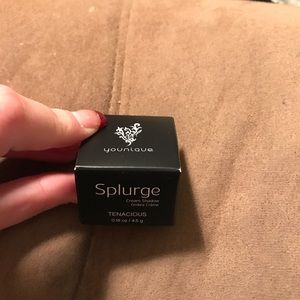 younique
Splurge
Cream Shadow
Ombre Crème
TENACIOUS
0.16 oz / 4.5 g